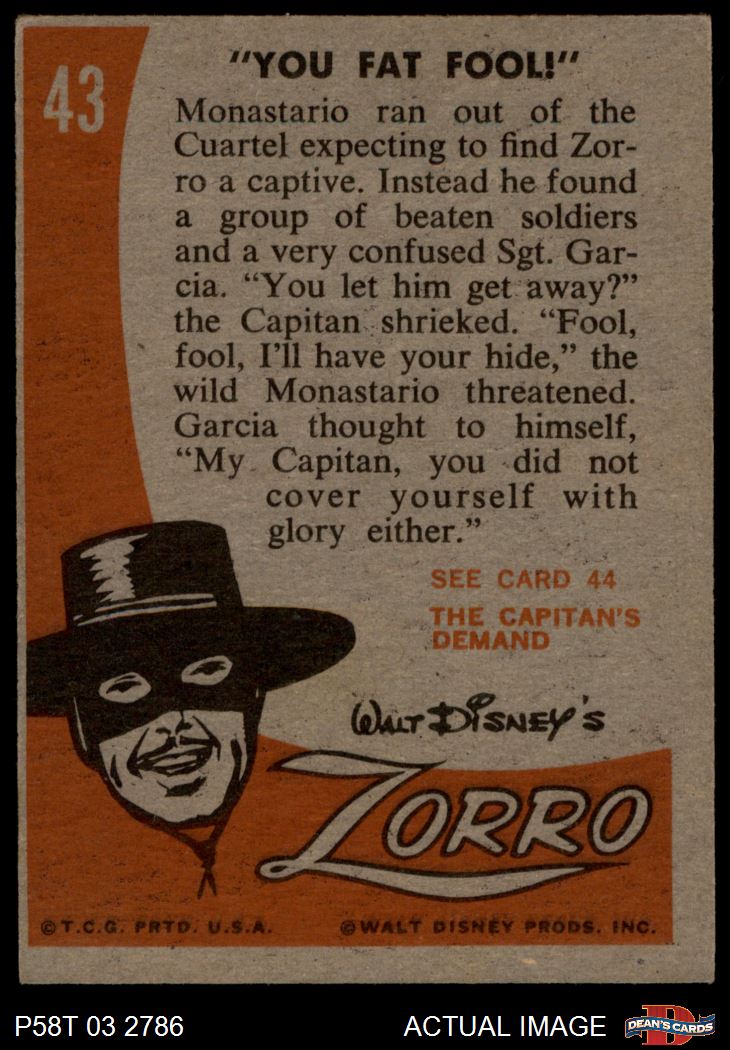 43
"YOU FAT FOOL!"
Monastario ran out of the
Cuartel expecting to find Zor-
ro a captive. Instead he found
a group of beaten soldiers
and a very confused Sgt. Gar-
cia. “You let him get away?”
the Capitan shrieked. “Fool,
fool, I’ll have your hide,” the
wild Monastario threatened.
Garcia thought to himself,
“My Capitan, you did not
cover yourself with
glory either.”
SEE CARD 44
THE CAPITAN'S
DEMAND
WALT DISNEY'S
ZORRO
©T.C.G. PRTD. U.S.A.
©WALT DISNEY PRODS. INC.
P58T 03 2786
ACTUAL IMAGE
D
DEAN'S CARDS